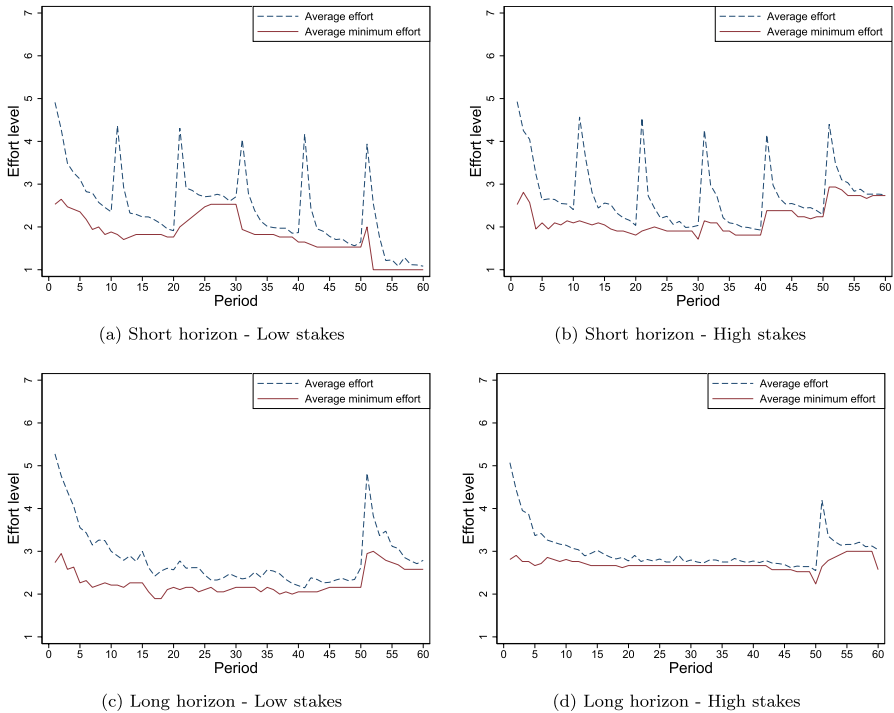 Average effort
Average minimum effort
Effort level
7
6
5
4
3
2
1
0 5 10 15 20 25 30 35 40 45 50 55 60
Period
(a) Short horizon - Low stakes
Average effort
Average minimum effort
Effort level
7
6
5
4
3
2
1
0 5 10 15 20 25 30 35 40 45 50 55 60
Period
(b) Short horizon - High stakes
Average effort
Average minimum effort
Effort level
7
6
5
4
3
2
1
0 5 10 15 20 25 30 35 40 45 50 55 60
Period
(c) Long horizon - Low stakes
Average effort
Average minimum effort
Effort level
7
6
5
4
3
2
1
0 5 10 15 20 25 30 35 40 45 50 55 60
Period
(d) Long horizon - High stakes